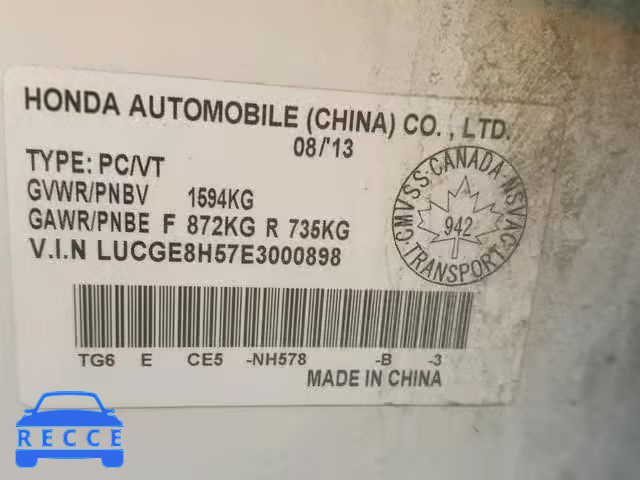 HONDA AUTOMOBILE (CHINA) CO. , LTD.
08/'13
TYPE: PC/VT
GVWR/PNBV 1594KG
GAWR/PNBE F 872KG R 735KG
V.I.N LUCGE8H57E3000898
CMVSS CANADA NSVAC
942
TRANSPORT
TG6 E CE5 -NH578 -B -3
MADE IN CHINA
RECCE